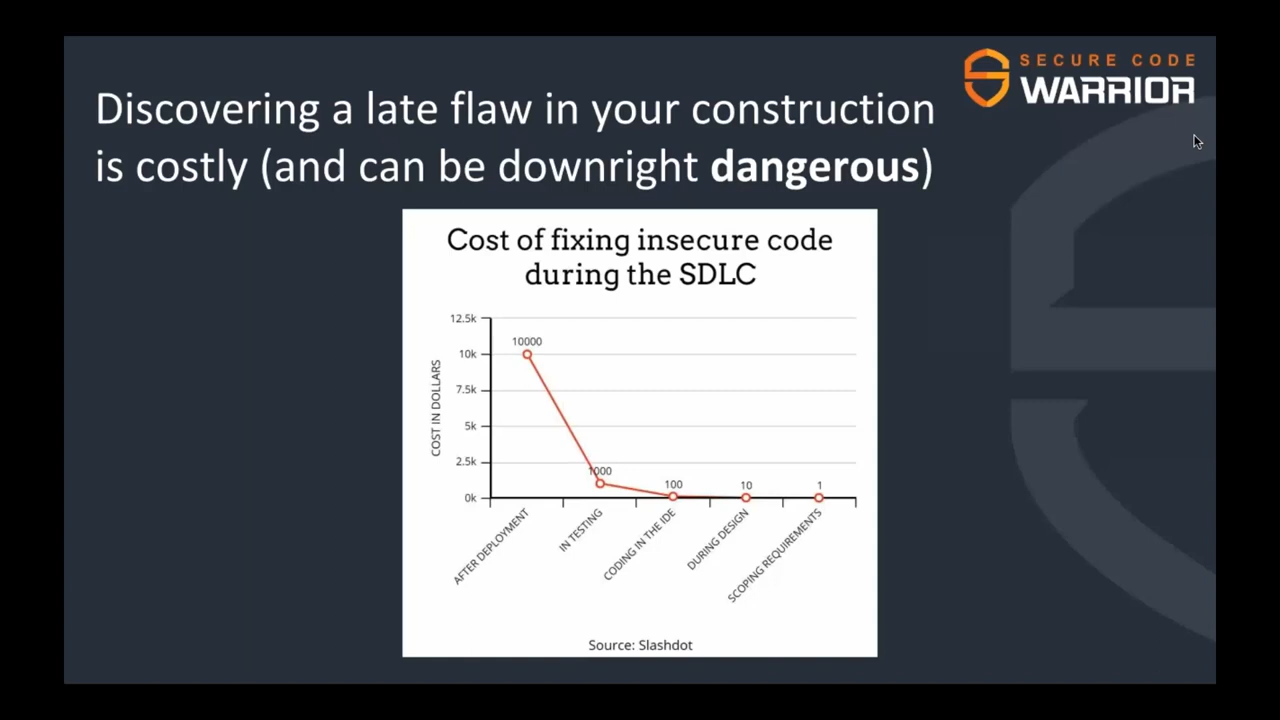 SECURE CODE
WARRIOR
Discovering a late flaw in your construction
is costly (and can be downright dangerous)
Cost of fixing insecure code
during the SDLC
12.5k
10k
7.5k
5k
2.5k
0k
COST IN DOLLARS
10000
1000
100
10
1
AFTER DEPLOYMENT
IN TESTING
CODING IN THE IDE
DURING DESIGN
SCOPING REQUIREMENTS
Source: Slashdot